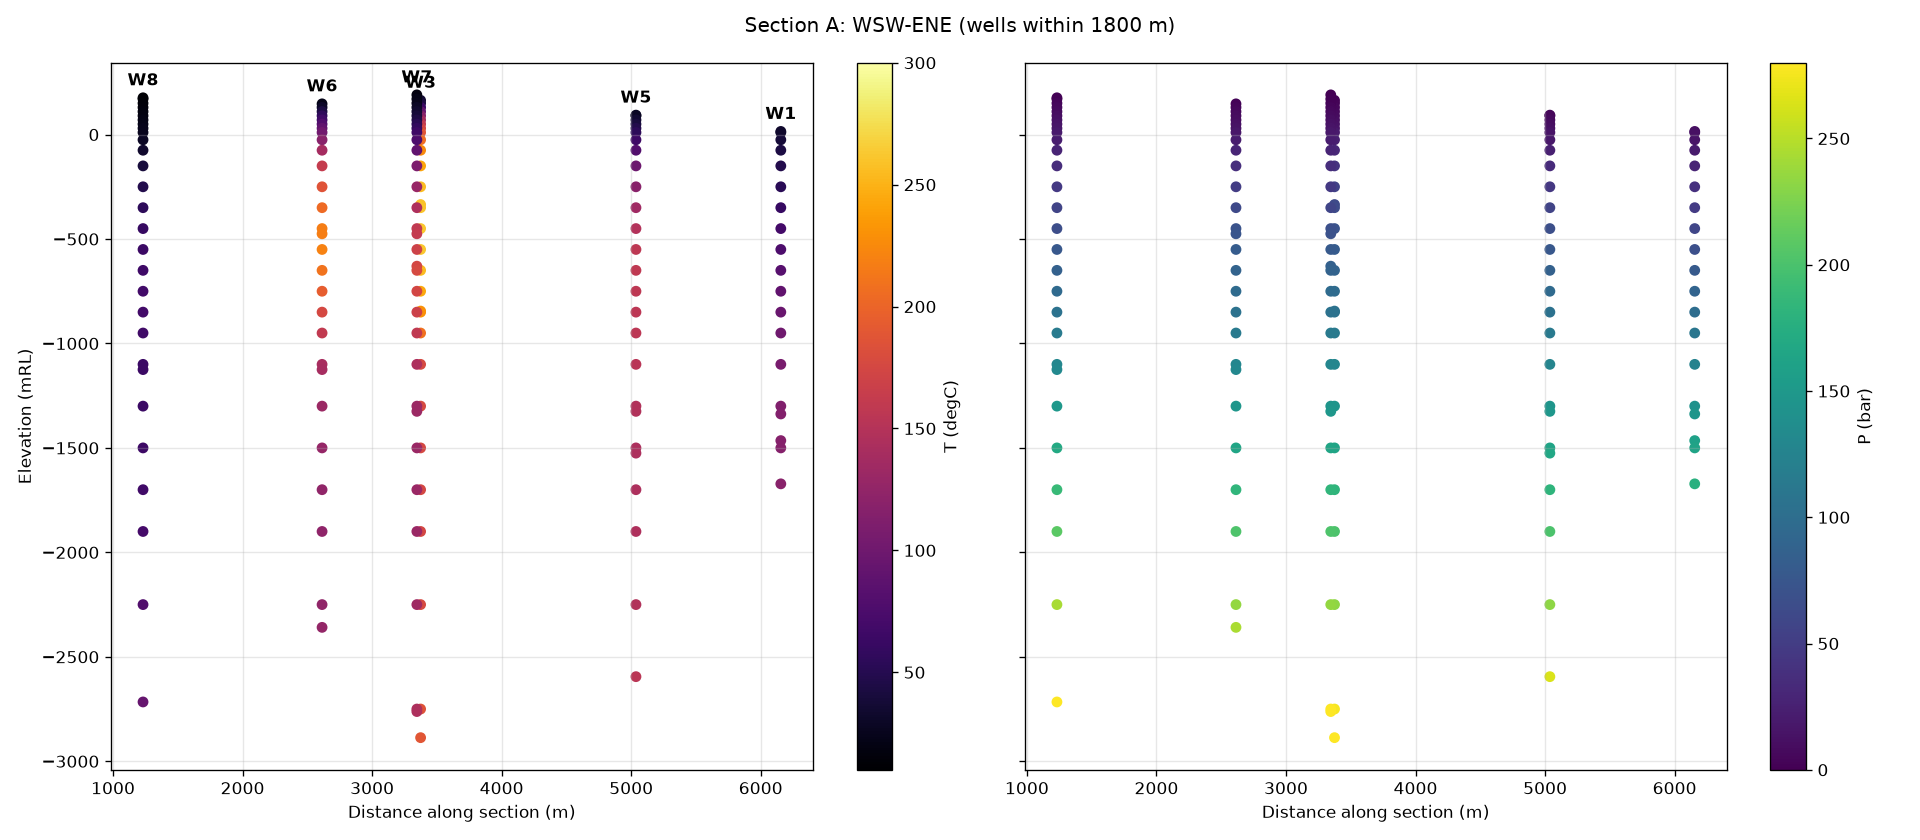 Section A: WSW-ENE (wells within 1800 m)
W8
W6
W7
W3
W5
W1
0
−500
−1000
−1500
−2000
−2500
−3000
Elevation (mRL)
1000 2000 3000 4000 5000 6000
Distance along section (m)
300
250
200
150
100
50
T (degC)
1000 2000 3000 4000 5000 6000
Distance along section (m)
250
200
150
100
50
0
P (bar)